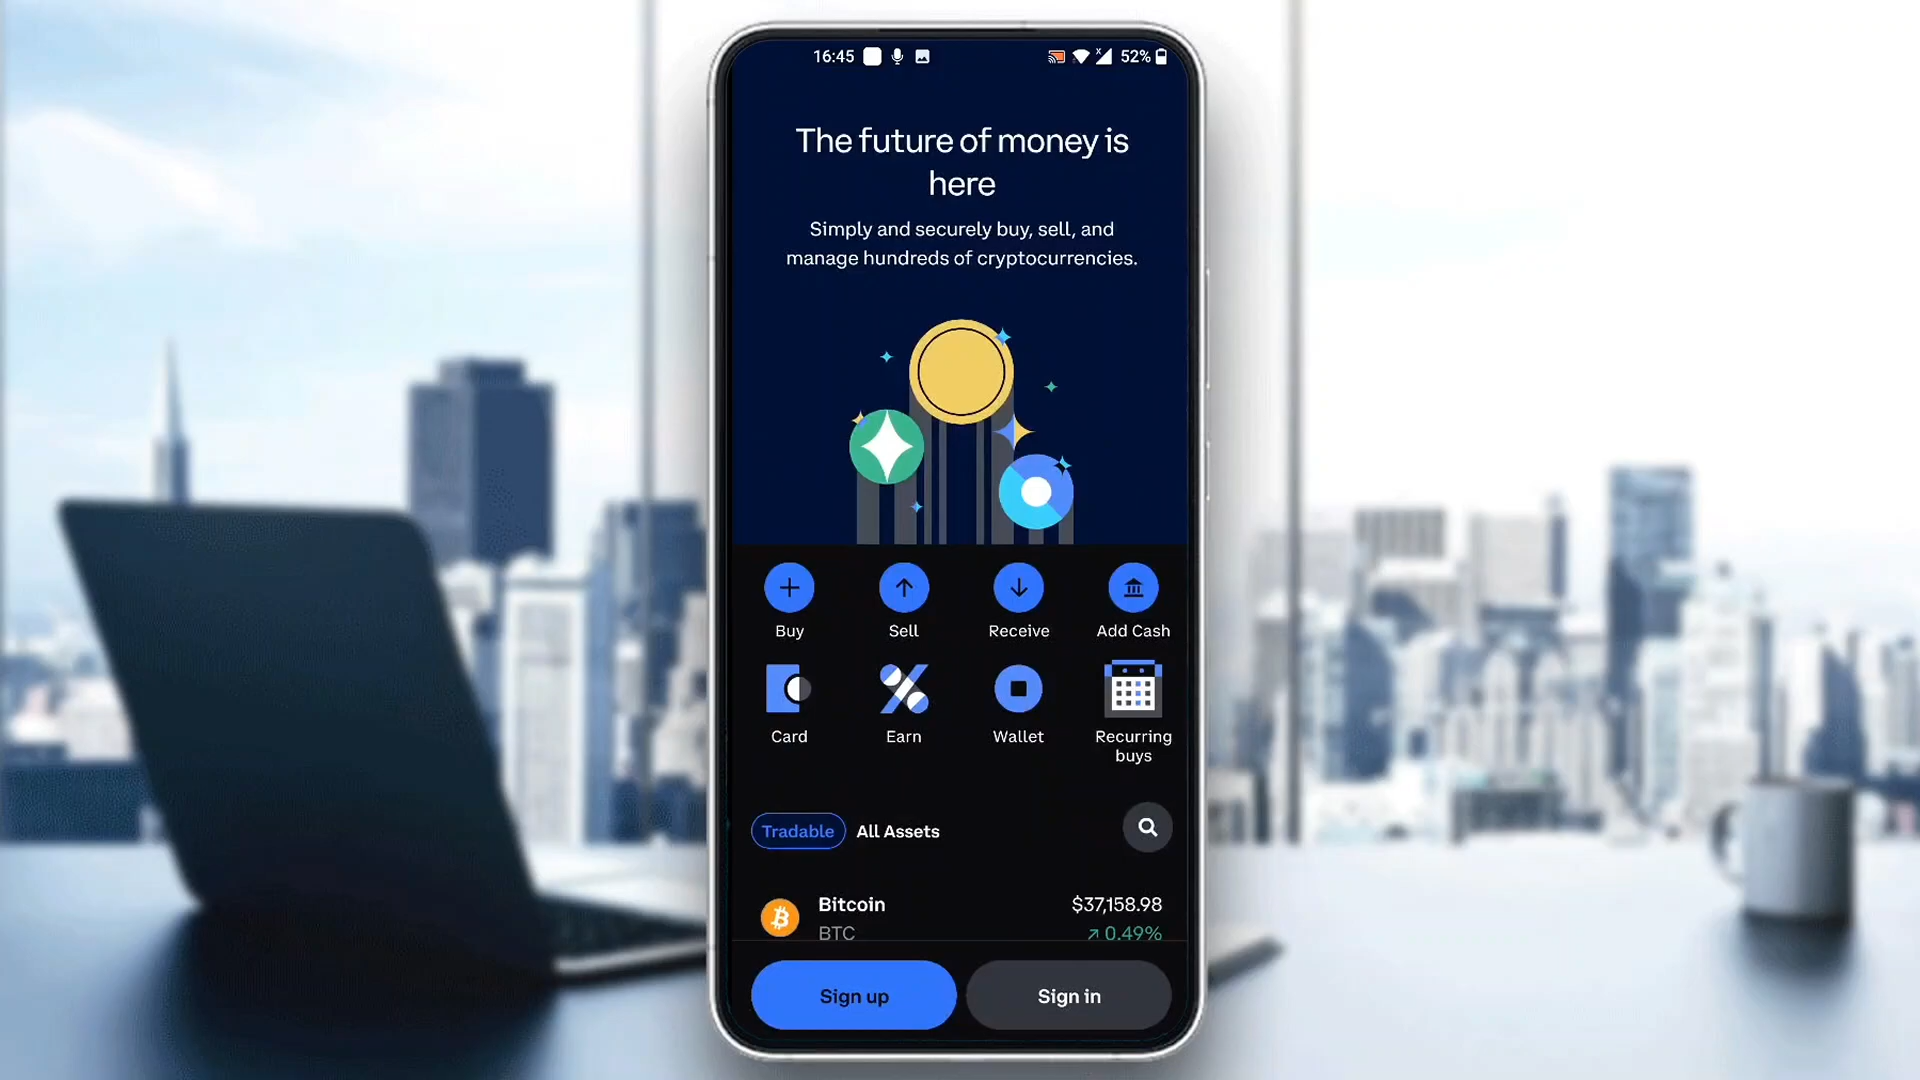 16:45
52%
The future of money is
here
Simply and securely buy, sell, and
manage hundreds of cryptocurrencies.
Buy
Sell
Receive
Add Cash
Card
Earn
Wallet
Recurring
buys
Tradable
All Assets
Bitcoin
$37,158.98
BTC
↗ 0.49%
Sign up
Sign in